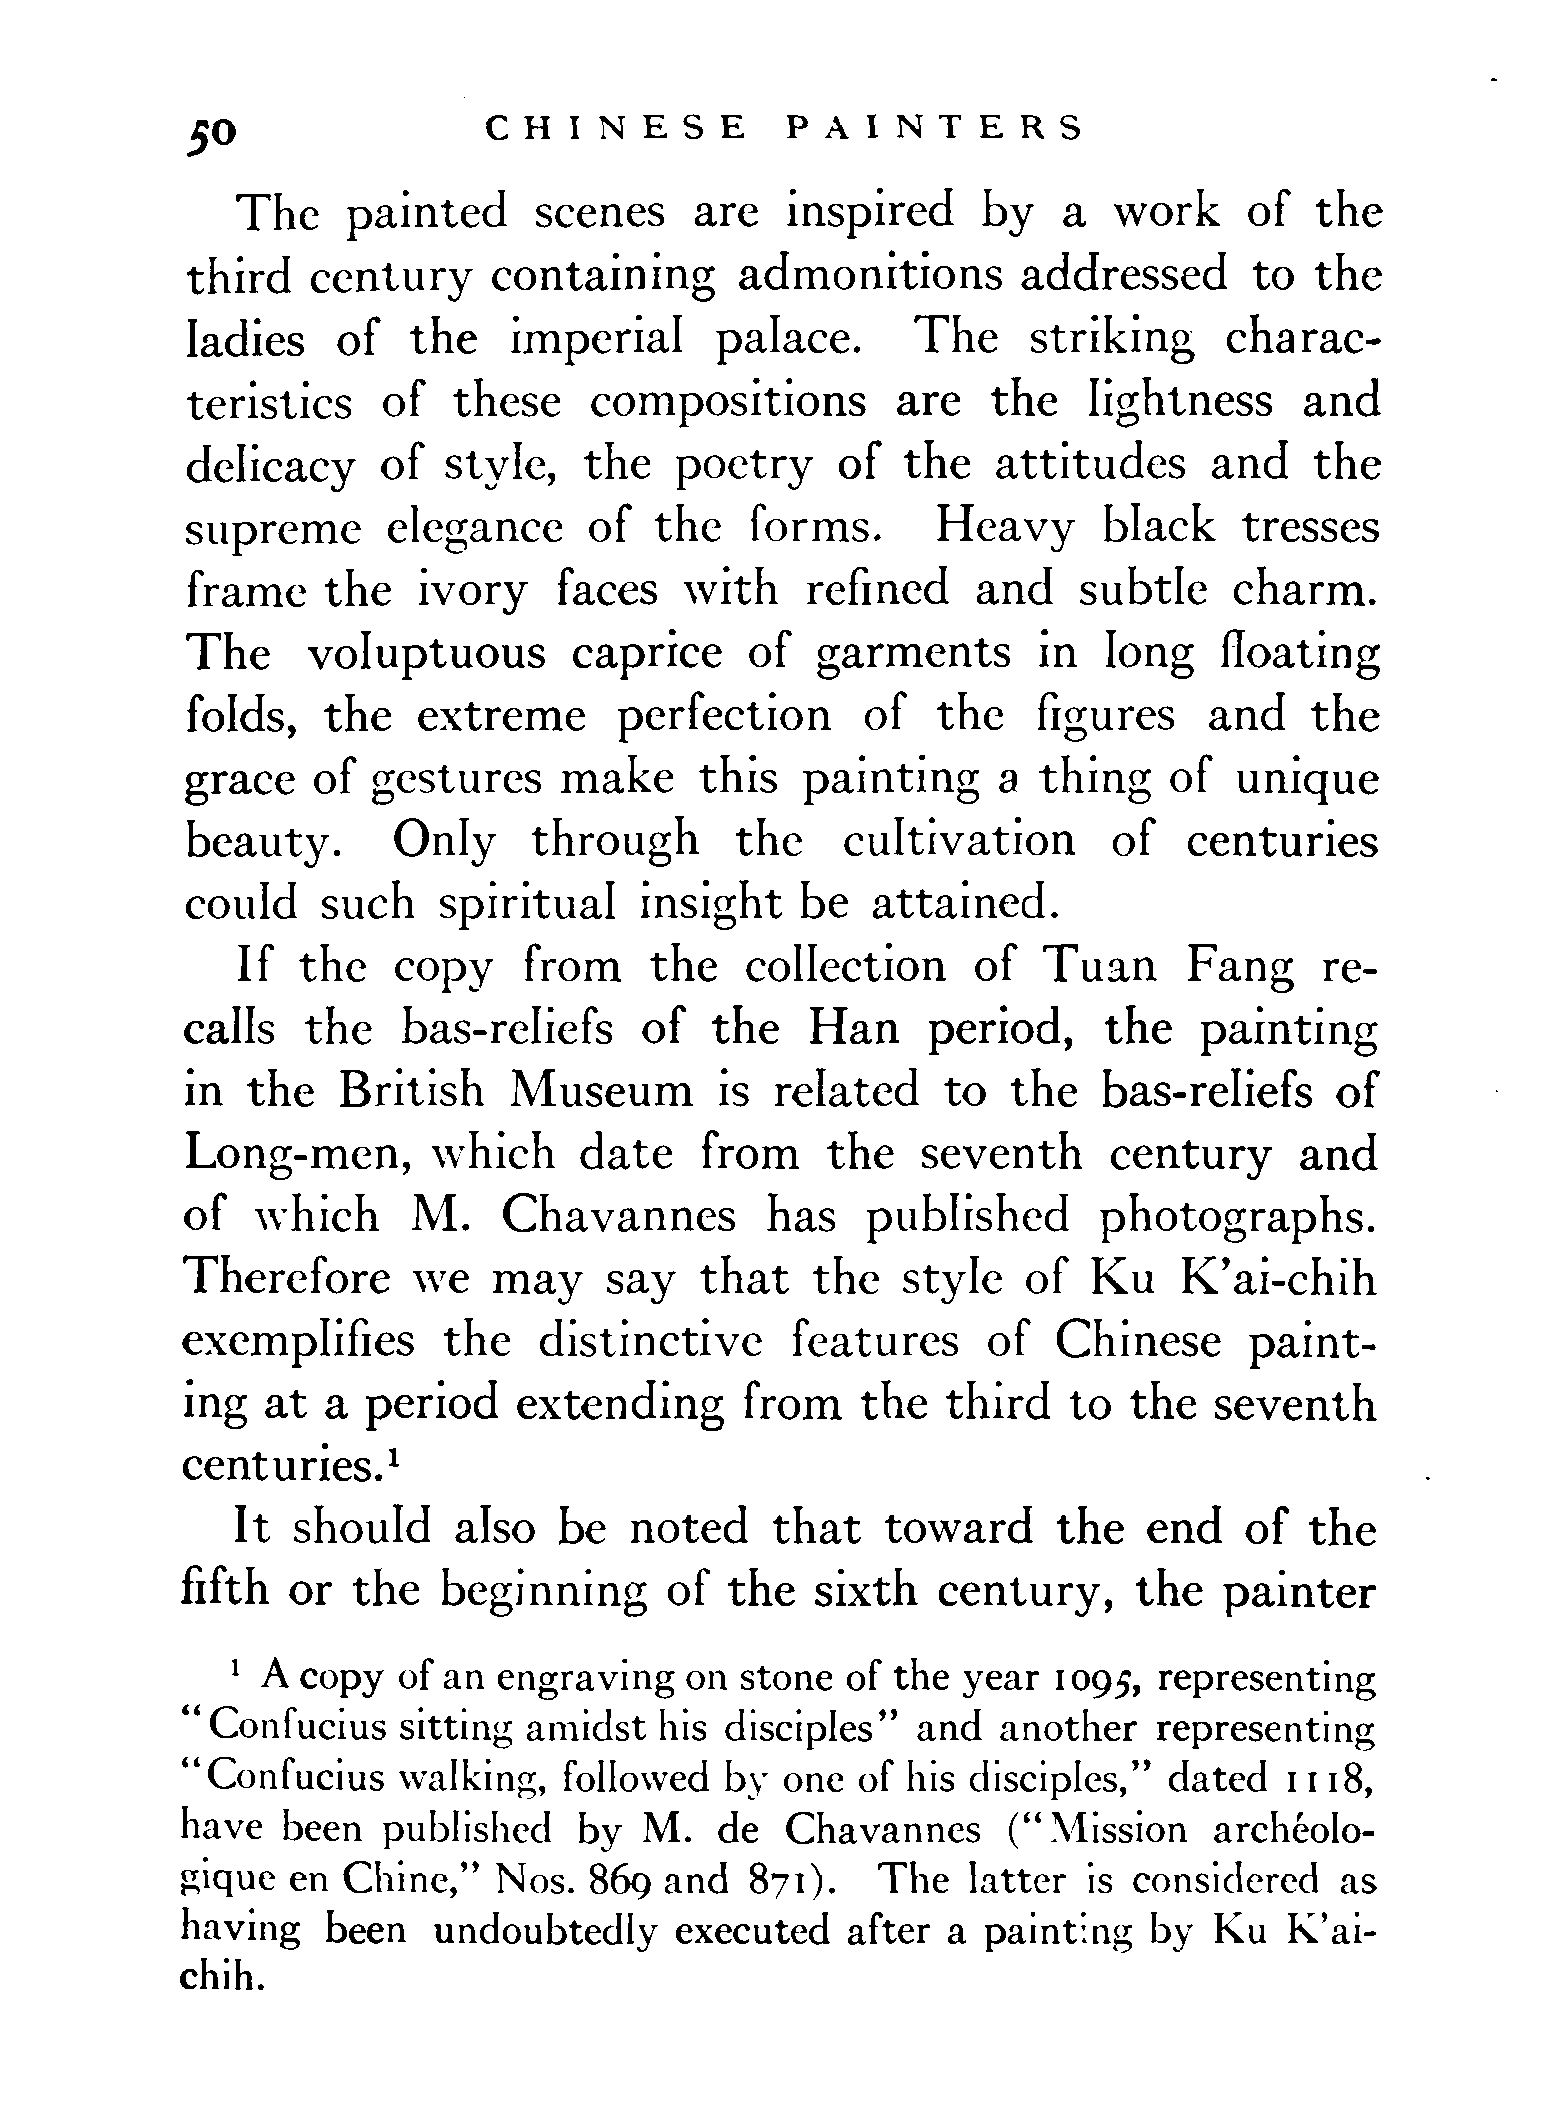 50 CHINESE PAINTERS
The painted scenes are inspired by a work of the
third century containing admonitions addressed to the
ladies of the imperial palace. The striking charac-
teristics of these compositions are the lightness and
delicacy of style, the poetry of the attitudes and the
supreme elegance of the forms. Heavy black tresses
frame the ivory faces with refined and subtle charm.
The voluptuous caprice of garments in long floating
folds, the extreme perfection of the figures and the
grace of gestures make this painting a thing of unique
beauty. Only through the cultivation of centuries
could such spiritual insight be attained.
If the copy from the collection of Tuan Fang re-
calls the bas-reliefs of the Han period, the painting
in the British Museum is related to the bas-reliefs of
Long-men, which date from the seventh century and
of which M. Chavannes has published photographs.
Therefore we may say that the style of Ku K'ai-chih
exemplifies the distinctive features of Chinese paint-
ing at a period extending from the third to the seventh
centuries.¹
It should also be noted that toward the end of the
fifth or the beginning of the sixth century, the painter
¹ A copy of an engraving on stone of the year 1095, representing
"Confucius sitting amidst his disciples" and another representing
"Confucius walking, followed by one of his disciples," dated 1118,
have been published by M. de Chavannes ("Mission archéolo-
gique en Chine," Nos. 869 and 871). The latter is considered as
having been undoubtedly executed after a painting by Ku K'ai-
chih.